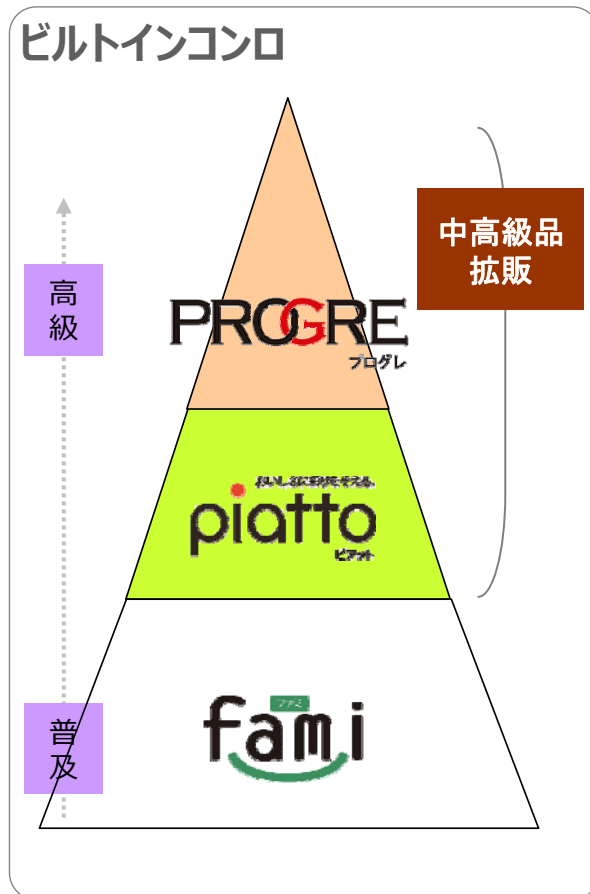 ビルトインコンロ
中高級品
拡販
高
級
PROGRE
プログレ
piatto
ピアット
ファミ
fami
普
及